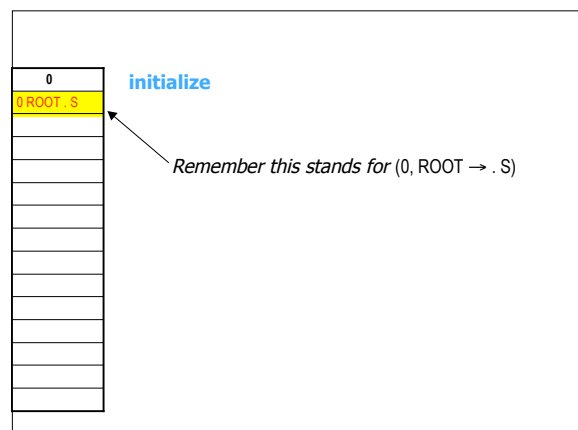 0
initialize
0 ROOT . S
Remember this stands for (0, ROOT → . S)